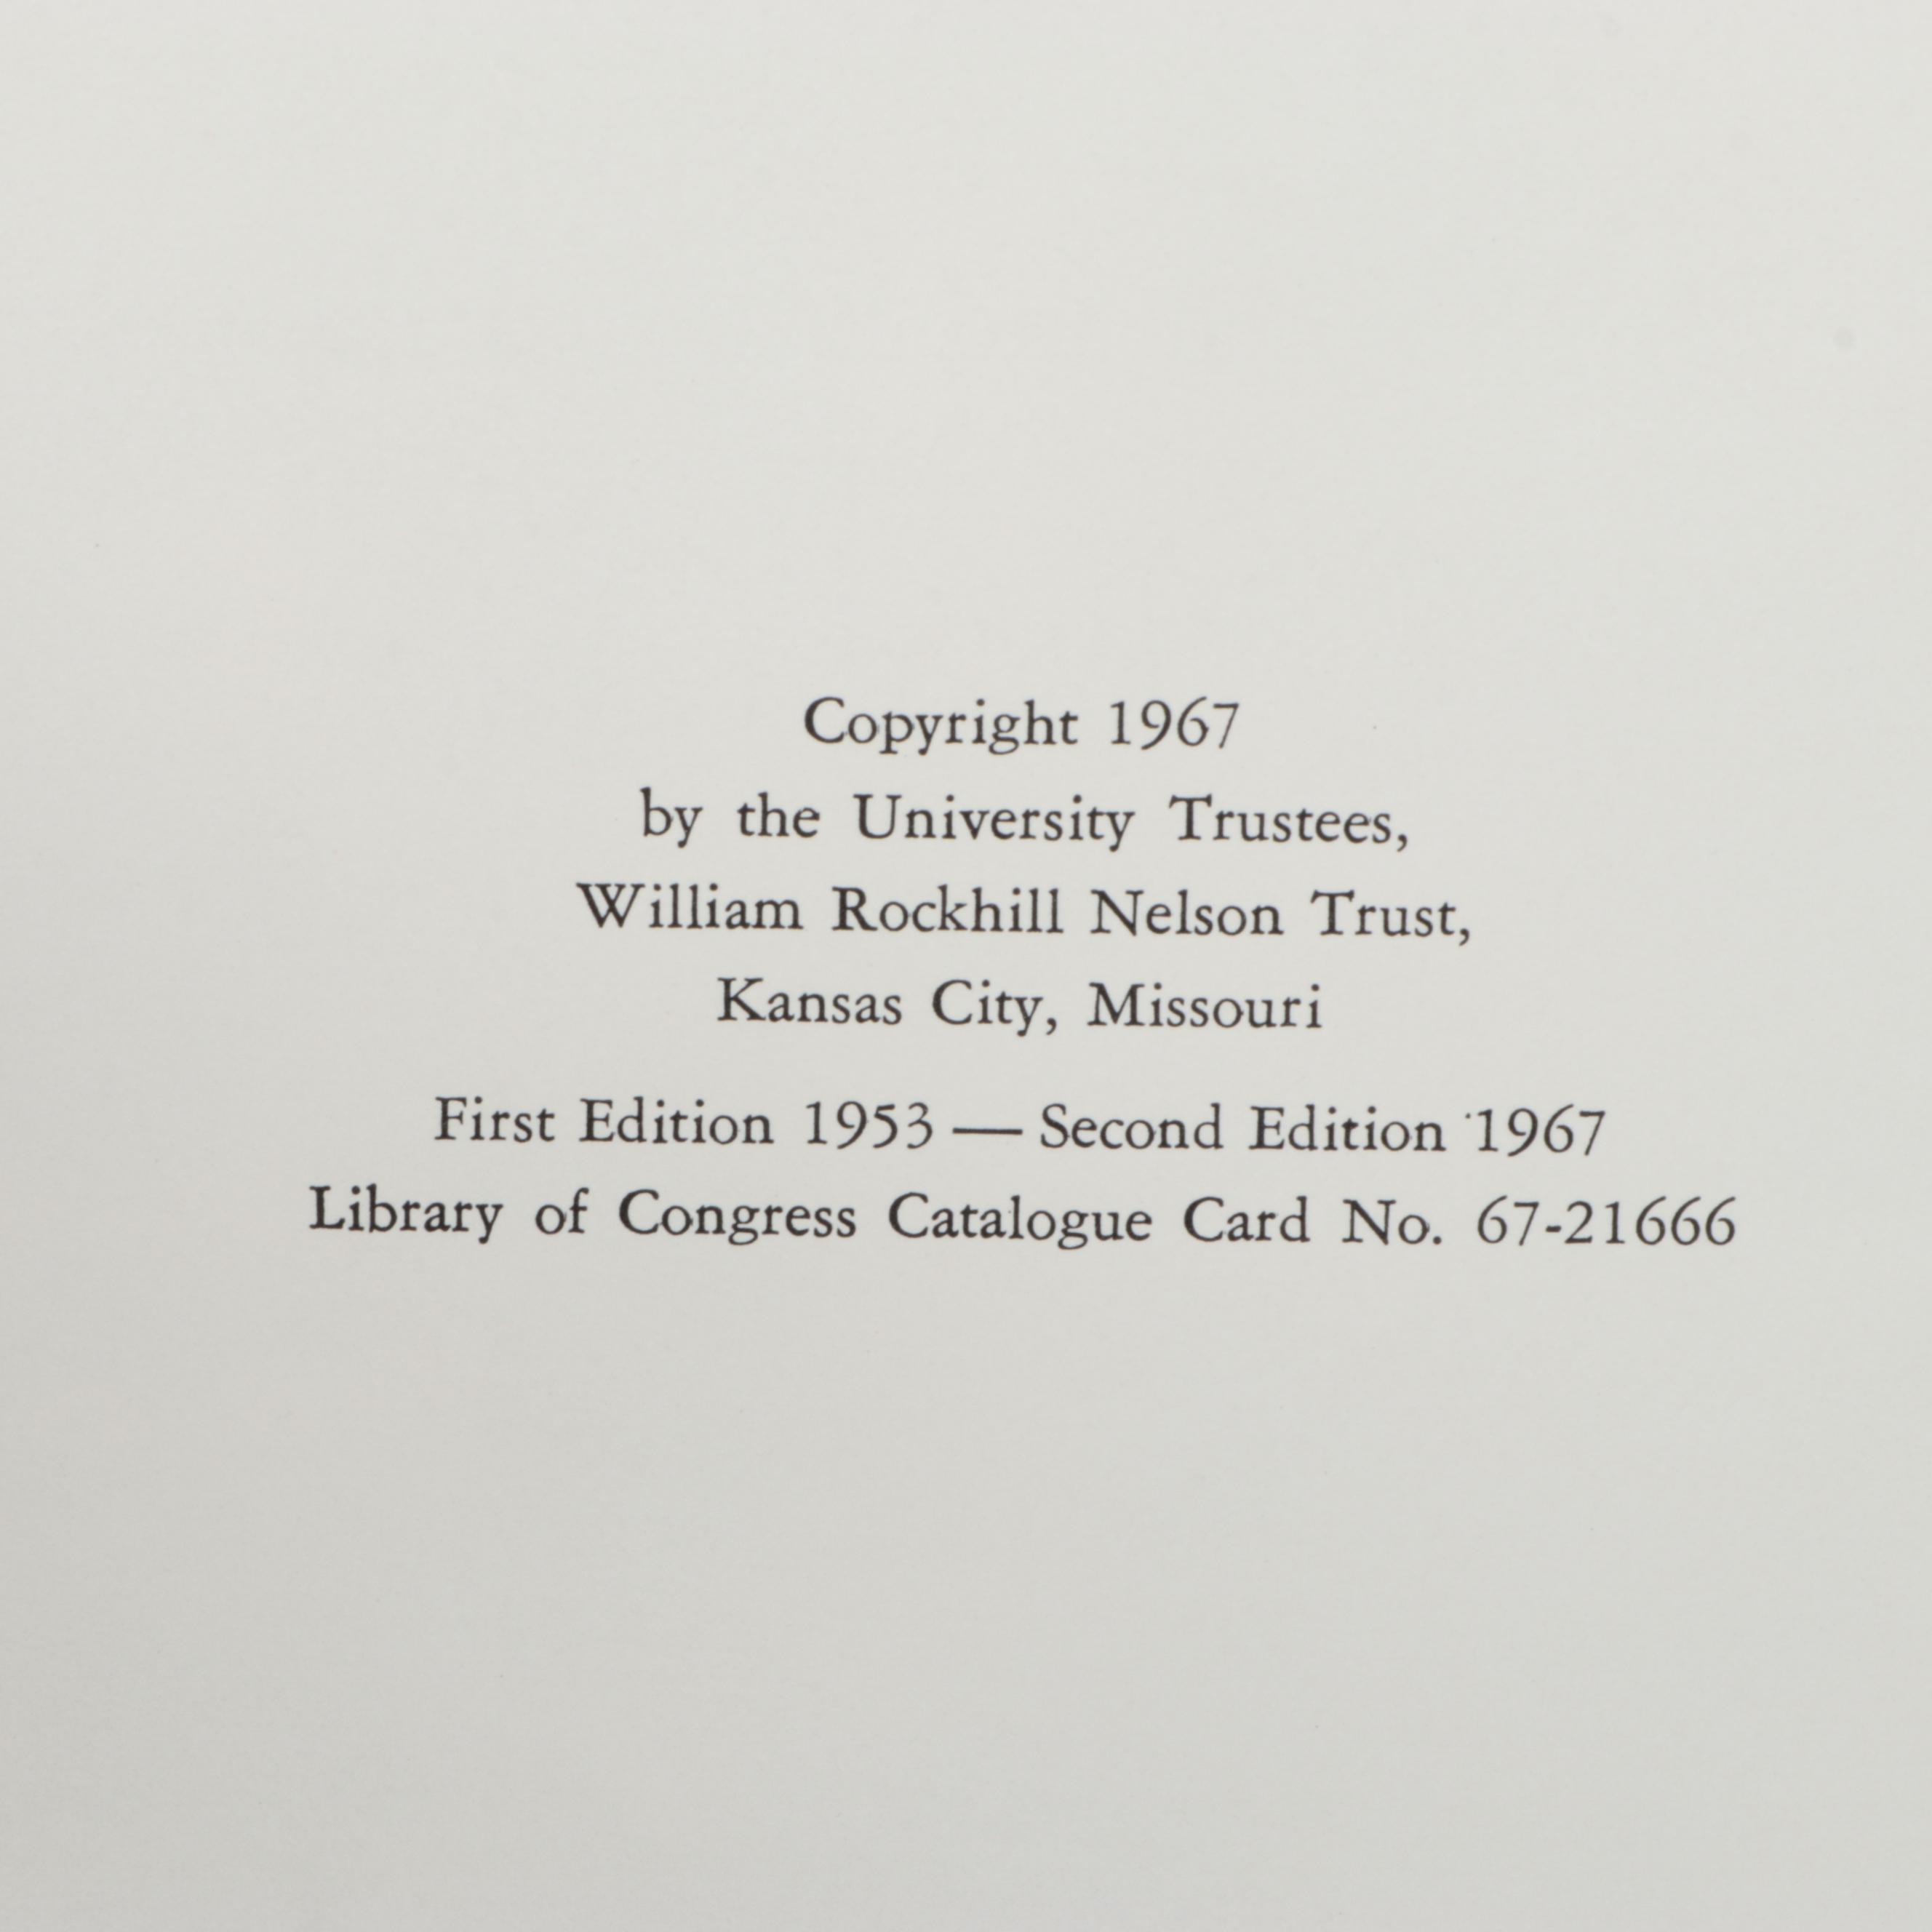 Copyright 1967
by the University Trustees,
William Rockhill Nelson Trust,
Kansas City, Missouri
First Edition 1953 — Second Edition 1967
Library of Congress Catalogue Card No. 67-21666